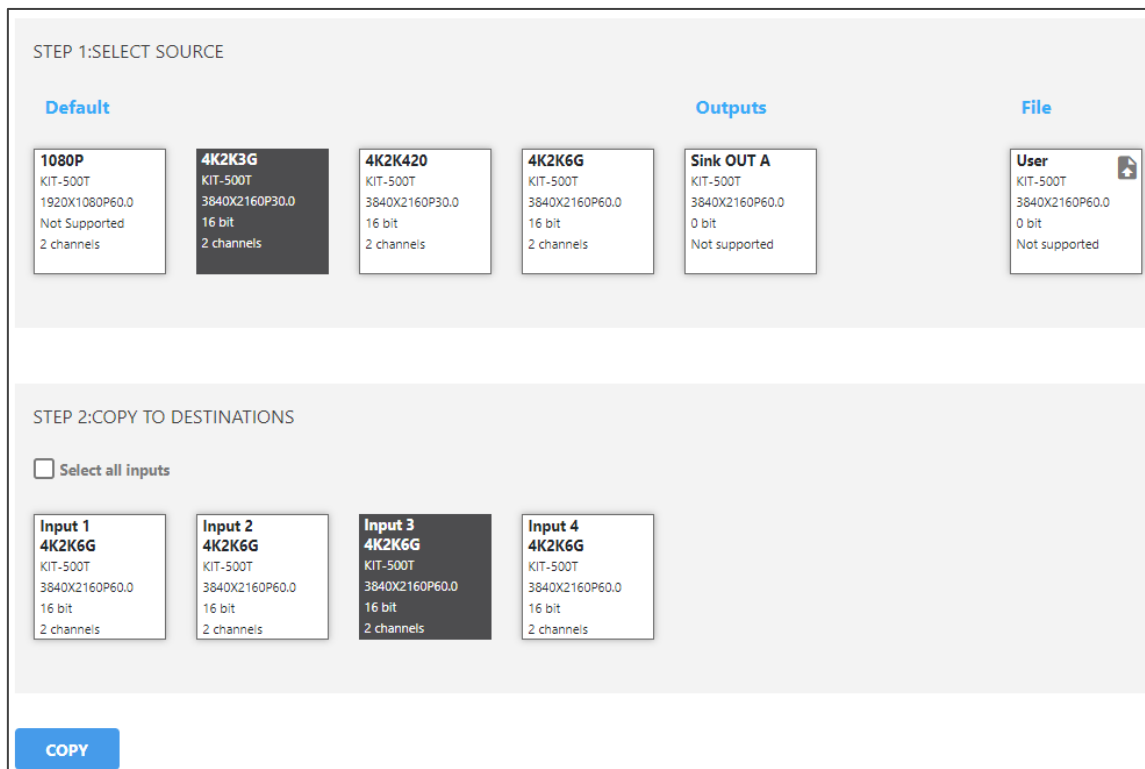 STEP 1:SELECT SOURCE
Default
Outputs
File
1080P
KIT-500T
1920X1080P60.0
Not Supported
2 channels
4K2K3G
KIT-500T
3840X2160P30.0
16 bit
2 channels
4K2K420
KIT-500T
3840X2160P30.0
16 bit
2 channels
4K2K6G
KIT-500T
3840X2160P60.0
16 bit
2 channels
Sink OUT A
KIT-500T
3840X2160P60.0
0 bit
Not supported
User
KIT-500T
3840X2160P60.0
0 bit
Not supported
STEP 2:COPY TO DESTINATIONS
Select all inputs
Input 1
4K2K6G
KIT-500T
3840X2160P60.0
16 bit
2 channels
Input 2
4K2K6G
KIT-500T
3840X2160P60.0
16 bit
2 channels
Input 3
4K2K6G
KIT-500T
3840X2160P60.0
16 bit
2 channels
Input 4
4K2K6G
KIT-500T
3840X2160P60.0
16 bit
2 channels
COPY